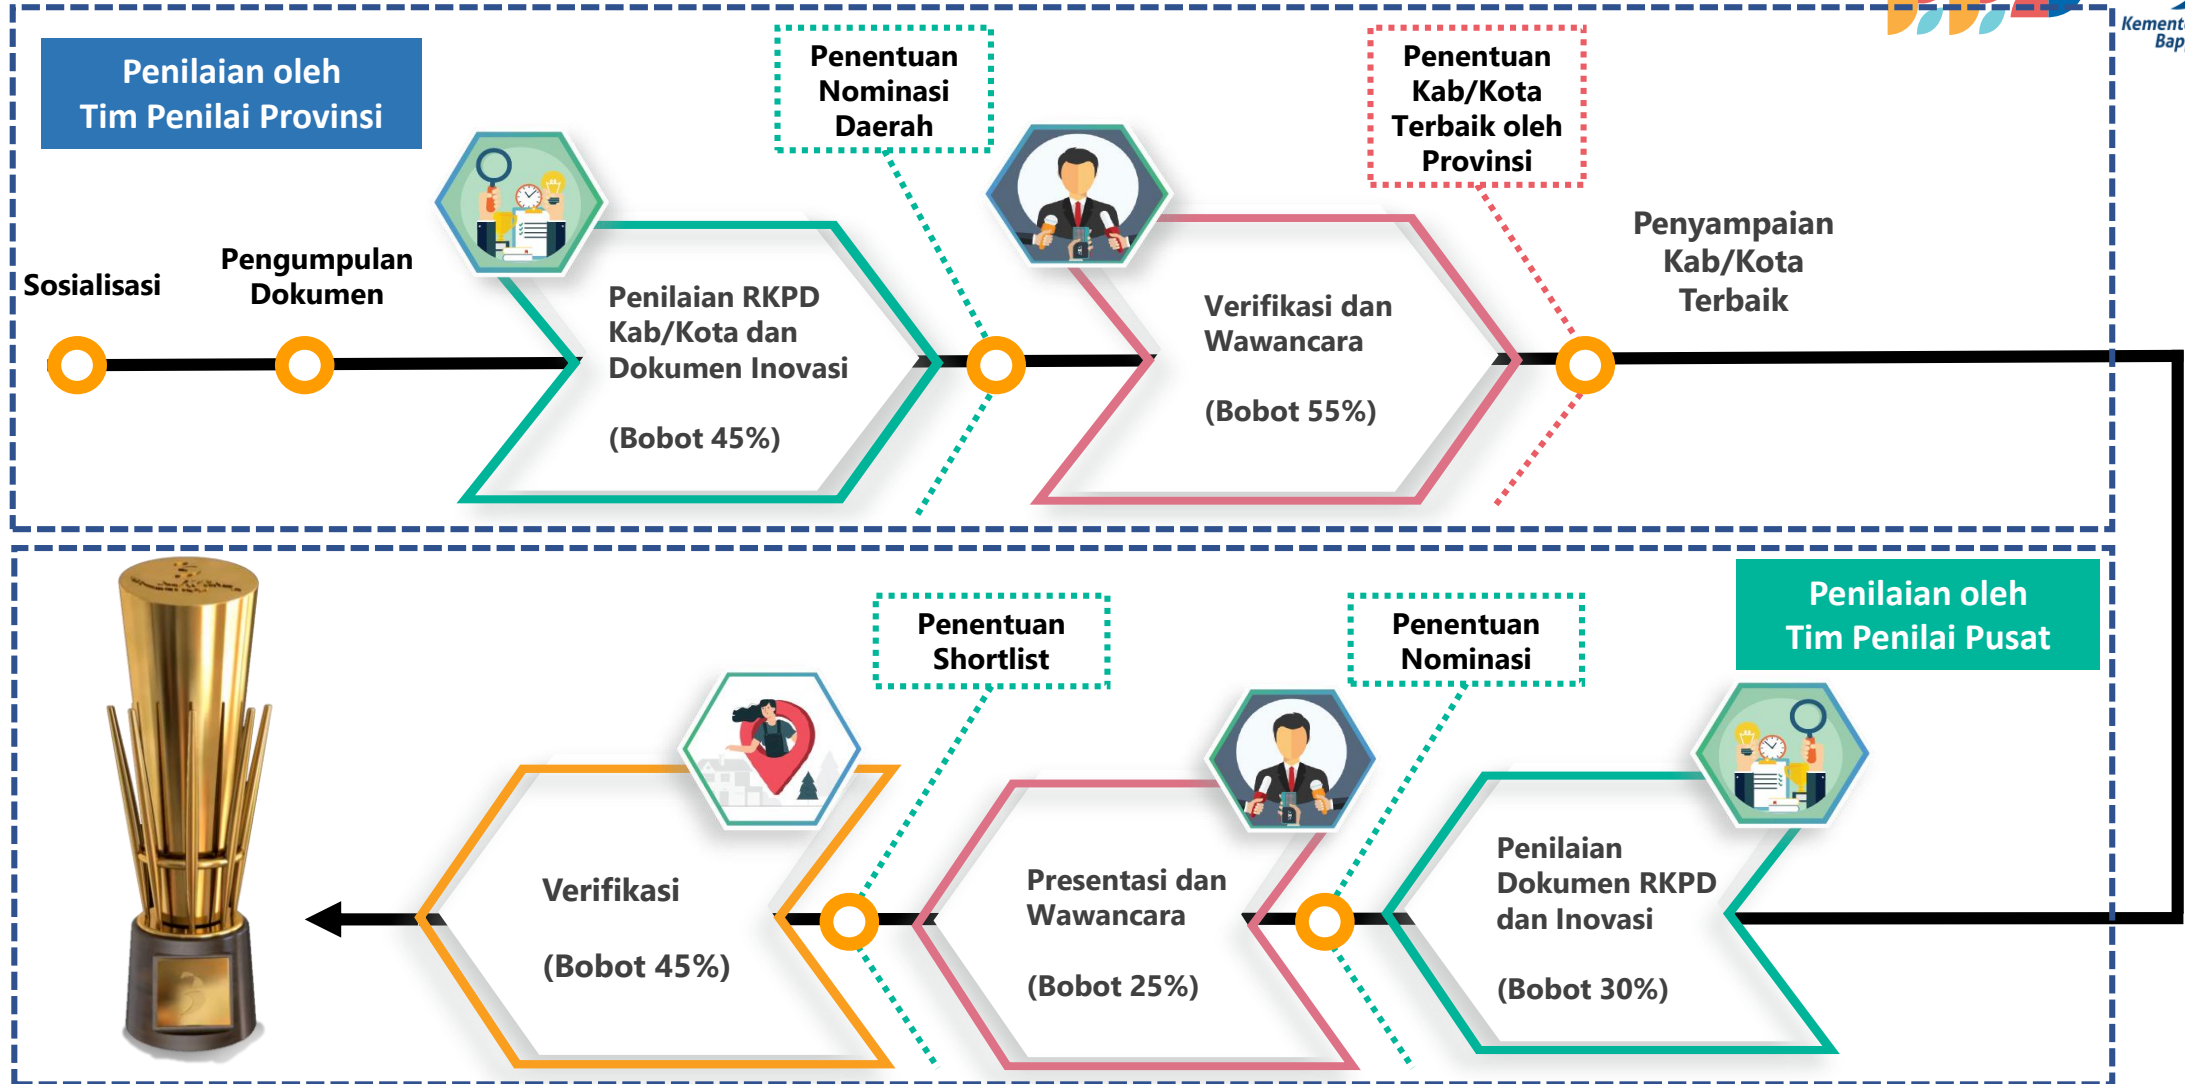 Kement
Bap
Penilaian oleh
Tim Penilai Provinsi
Penentuan
Nominasi
Daerah
Penentuan
Kab/Kota
Terbaik oleh
Provinsi
Sosialisasi
Pengumpulan
Dokumen
Penilaian RKPD
Kab/Kota dan
Dokumen Inovasi
(Bobot 45%)
Verifikasi dan
Wawancara
(Bobot 55%)
Penyampaian
Kab/Kota
Terbaik
Penilaian oleh
Tim Penilai Pusat
Penentuan
Nominasi
Penentuan
Shortlist
Penilaian
Dokumen RKPD
dan Inovasi
(Bobot 30%)
Presentasi dan
Wawancara
(Bobot 25%)
Verifikasi
(Bobot 45%)